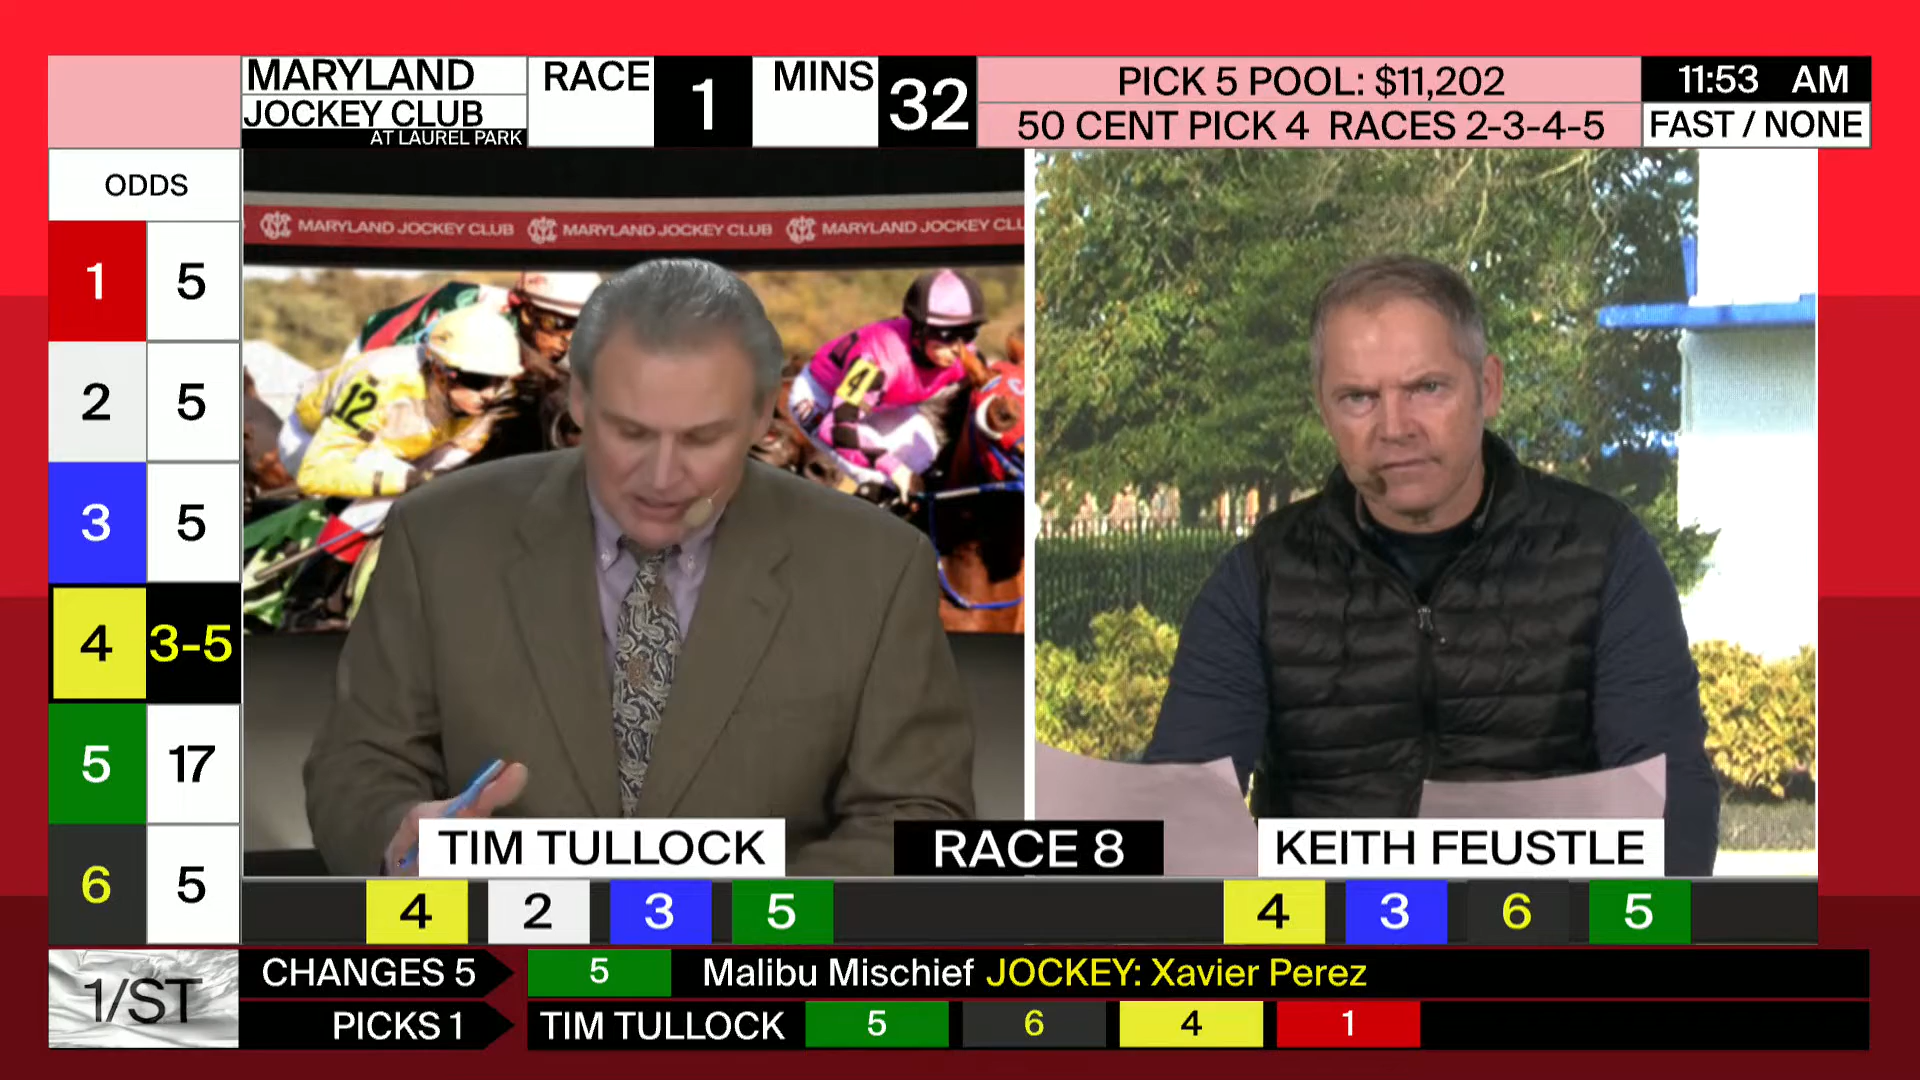 MARYLAND
JOCKEY CLUB
AT LAUREL PARK
RACE 1
MINS 32
PICK 5 POOL: $11,202
50 CENT PICK 4 RACES 2-3-4-5
11:53 AM
FAST / NONE
ODDS
1 5
2 5
3 5
4 3-5
5 17
6 5
MARYLAND JOCKEY CLUB MARYLAND JOCKEY CLUB MARYLAND JOCKEY CLU
12
4
TIM TULLOCK
RACE 8
KEITH FEUSTLE
4 2 3 5
4 3 6 5
1/ST
CHANGES 5
5 Malibu Mischief JOCKEY: Xavier Perez
PICKS 1
TIM TULLOCK 5 6 4 1